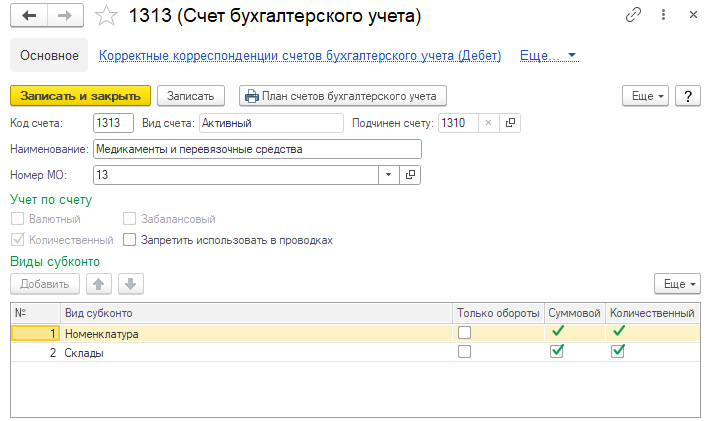 1313 (Счет бухгалтерского учета)
Основное Корректные корреспонденции счетов бухгалтерского учета (Дебет) Еще...
Записать и закрыть Записать План счетов бухгалтерского учета Еще ?
Код счета: 1313 Вид счета: Активный Подчинен счету: 1310
Наименование: Медикаменты и перевязочные средства
Номер МО: 13
Учет по счету
Валютный Забалансовый
Количественный Запретить использовать в проводках
Виды субконто
Добавить Еще
№ Вид субконто Только обороты Суммовой Количественный
1 Номенклатура
2 Склады